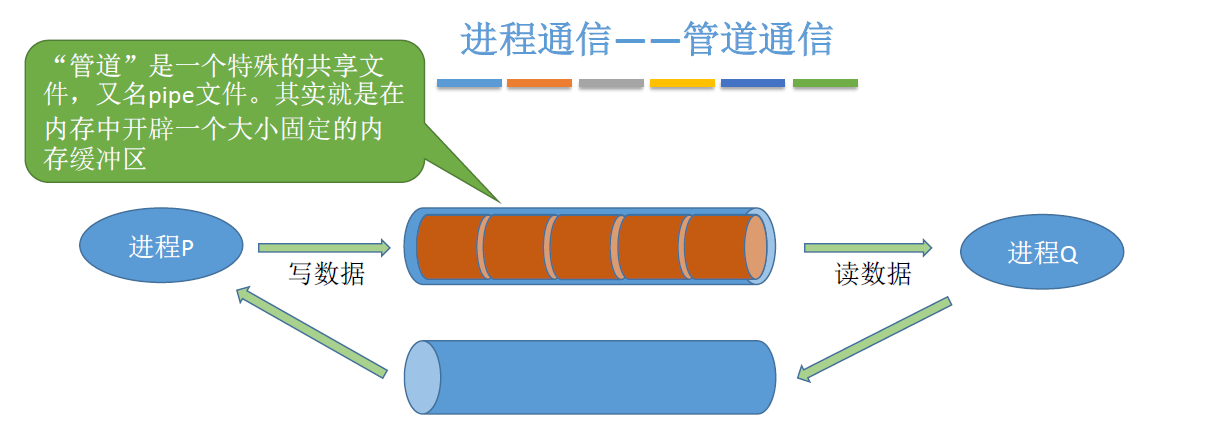 进程通信——管道通信
“管道”是一个特殊的共享文
件，又名pipe文件。其实就是在
内存中开辟一个大小固定的内
存缓冲区
进程P
写数据
读数据
进程Q